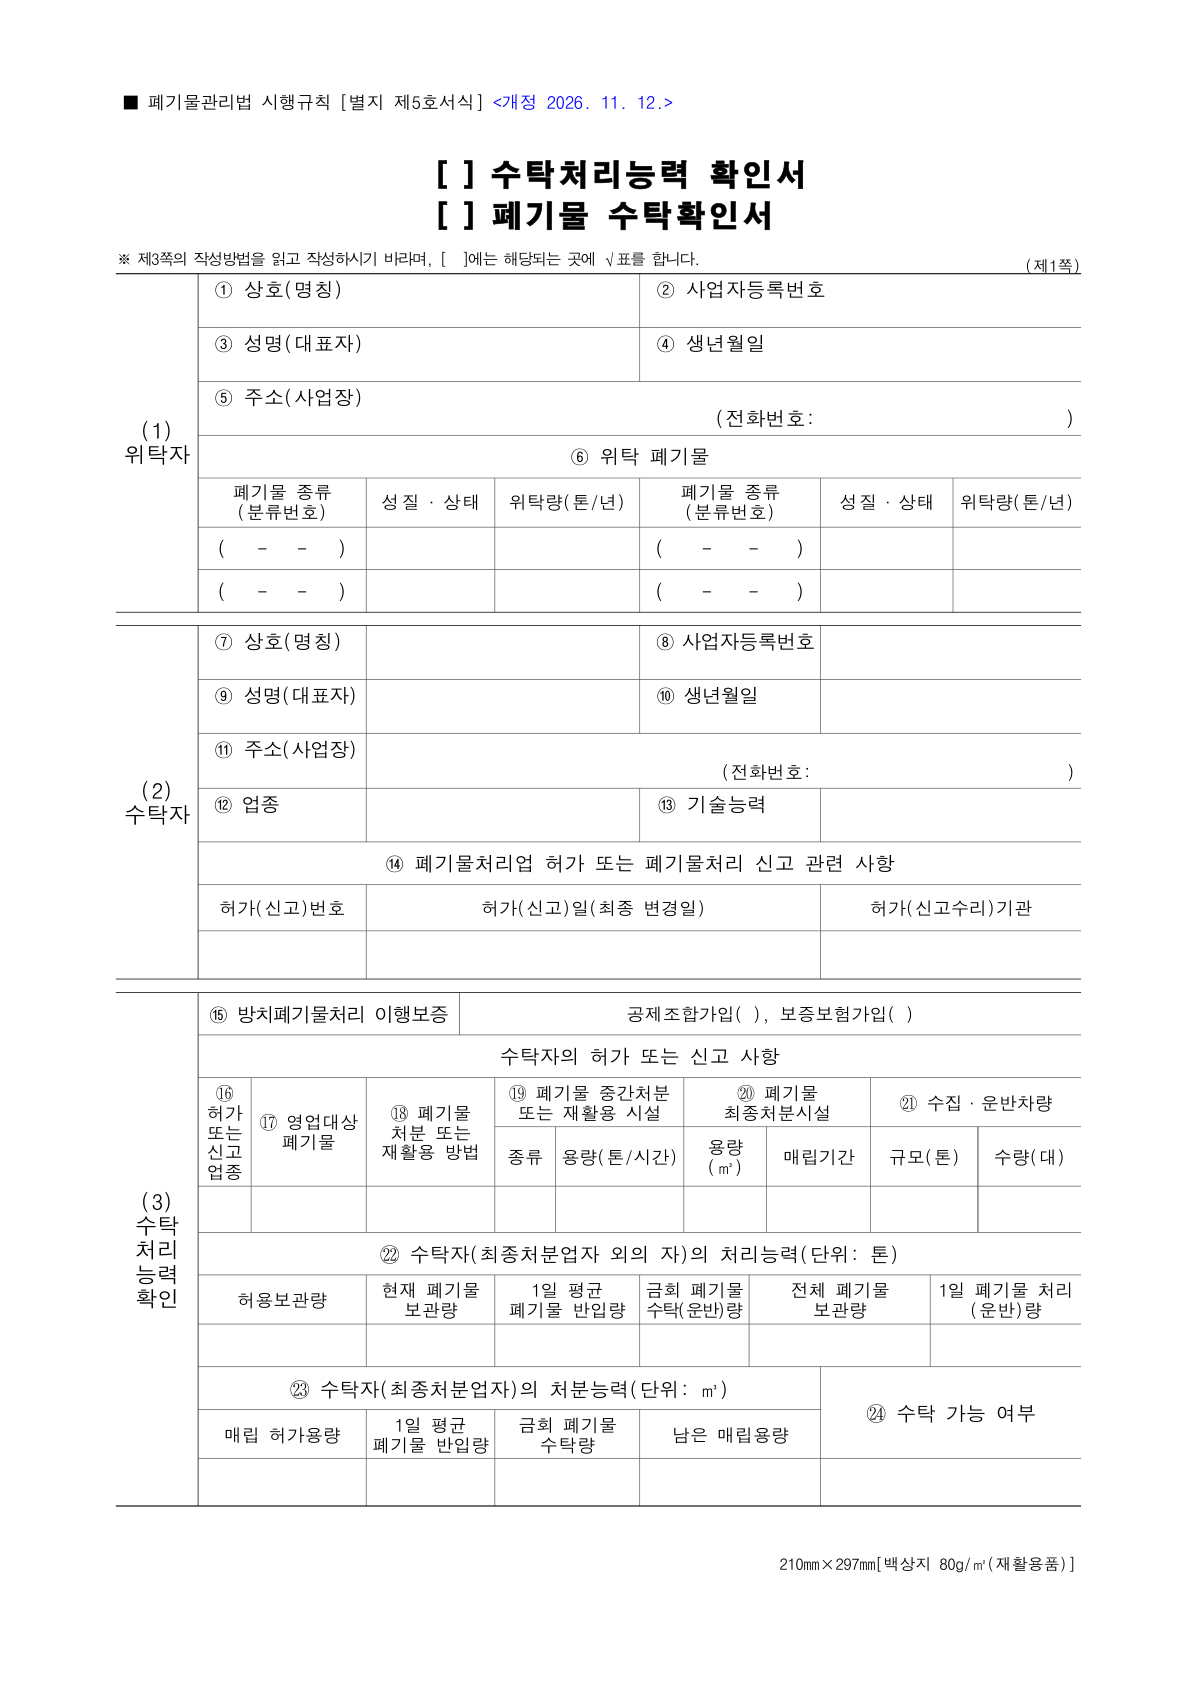 ■ 폐기물관리법 시행규칙 [별지 제5호서식] <개정 2026. 11. 12.>
[ ] 수탁처리능력 확인서
[ ] 폐기물 수탁확인서
※ 제3쪽의 작성방법을 읽고 작성하시기 바라며, [ ]에는 해당되는 곳에 √표를 합니다.
(제1쪽)
(1)
위탁자
① 상호(명칭)
② 사업자등록번호
③ 성명(대표자)
④ 생년월일
⑤ 주소(사업장)
(전화번호: )
⑥ 위탁 폐기물
폐기물 종류
(분류번호)
성질ㆍ상태
위탁량(톤/년)
폐기물 종류
(분류번호)
성질ㆍ상태
위탁량(톤/년)
( - - )
( - - )
( - - )
( - - )
(2)
수탁자
⑦ 상호(명칭)
⑧ 사업자등록번호
⑨ 성명(대표자)
⑩ 생년월일
⑪ 주소(사업장)
(전화번호: )
⑫ 업종
⑬ 기술능력
⑭ 폐기물처리업 허가 또는 폐기물처리 신고 관련 사항
허가(신고)번호
허가(신고)일(최종 변경일)
허가(신고수리)기관
(3)
수탁
처리
능력
확인
⑮ 방치폐기물처리 이행보증
공제조합가입( ), 보증보험가입( )
수탁자의 허가 또는 신고 사항
⑯
허가
또는
신고
업종
⑰ 영업대상
폐기물
⑱ 폐기물
처분 또는
재활용 방법
⑲ 폐기물 중간처분
또는 재활용 시설
⑳ 폐기물
최종처분시설
㉑ 수집ㆍ운반차량
종류
용량(톤/시간)
용량
(㎥)
매립기간
규모(톤)
수량(대)
㉒ 수탁자(최종처분업자 외의 자)의 처리능력(단위: 톤)
허용보관량
현재 폐기물
보관량
1일 평균
폐기물 반입량
금회 폐기물
수탁(운반)량
전체 폐기물
보관량
1일 폐기물 처리
(운반)량
㉓ 수탁자(최종처분업자)의 처분능력(단위: ㎥)
㉔ 수탁 가능 여부
매립 허가용량
1일 평균
폐기물 반입량
금회 폐기물
수탁량
남은 매립용량
210㎜×297㎜[백상지 80g/㎡(재활용품)]